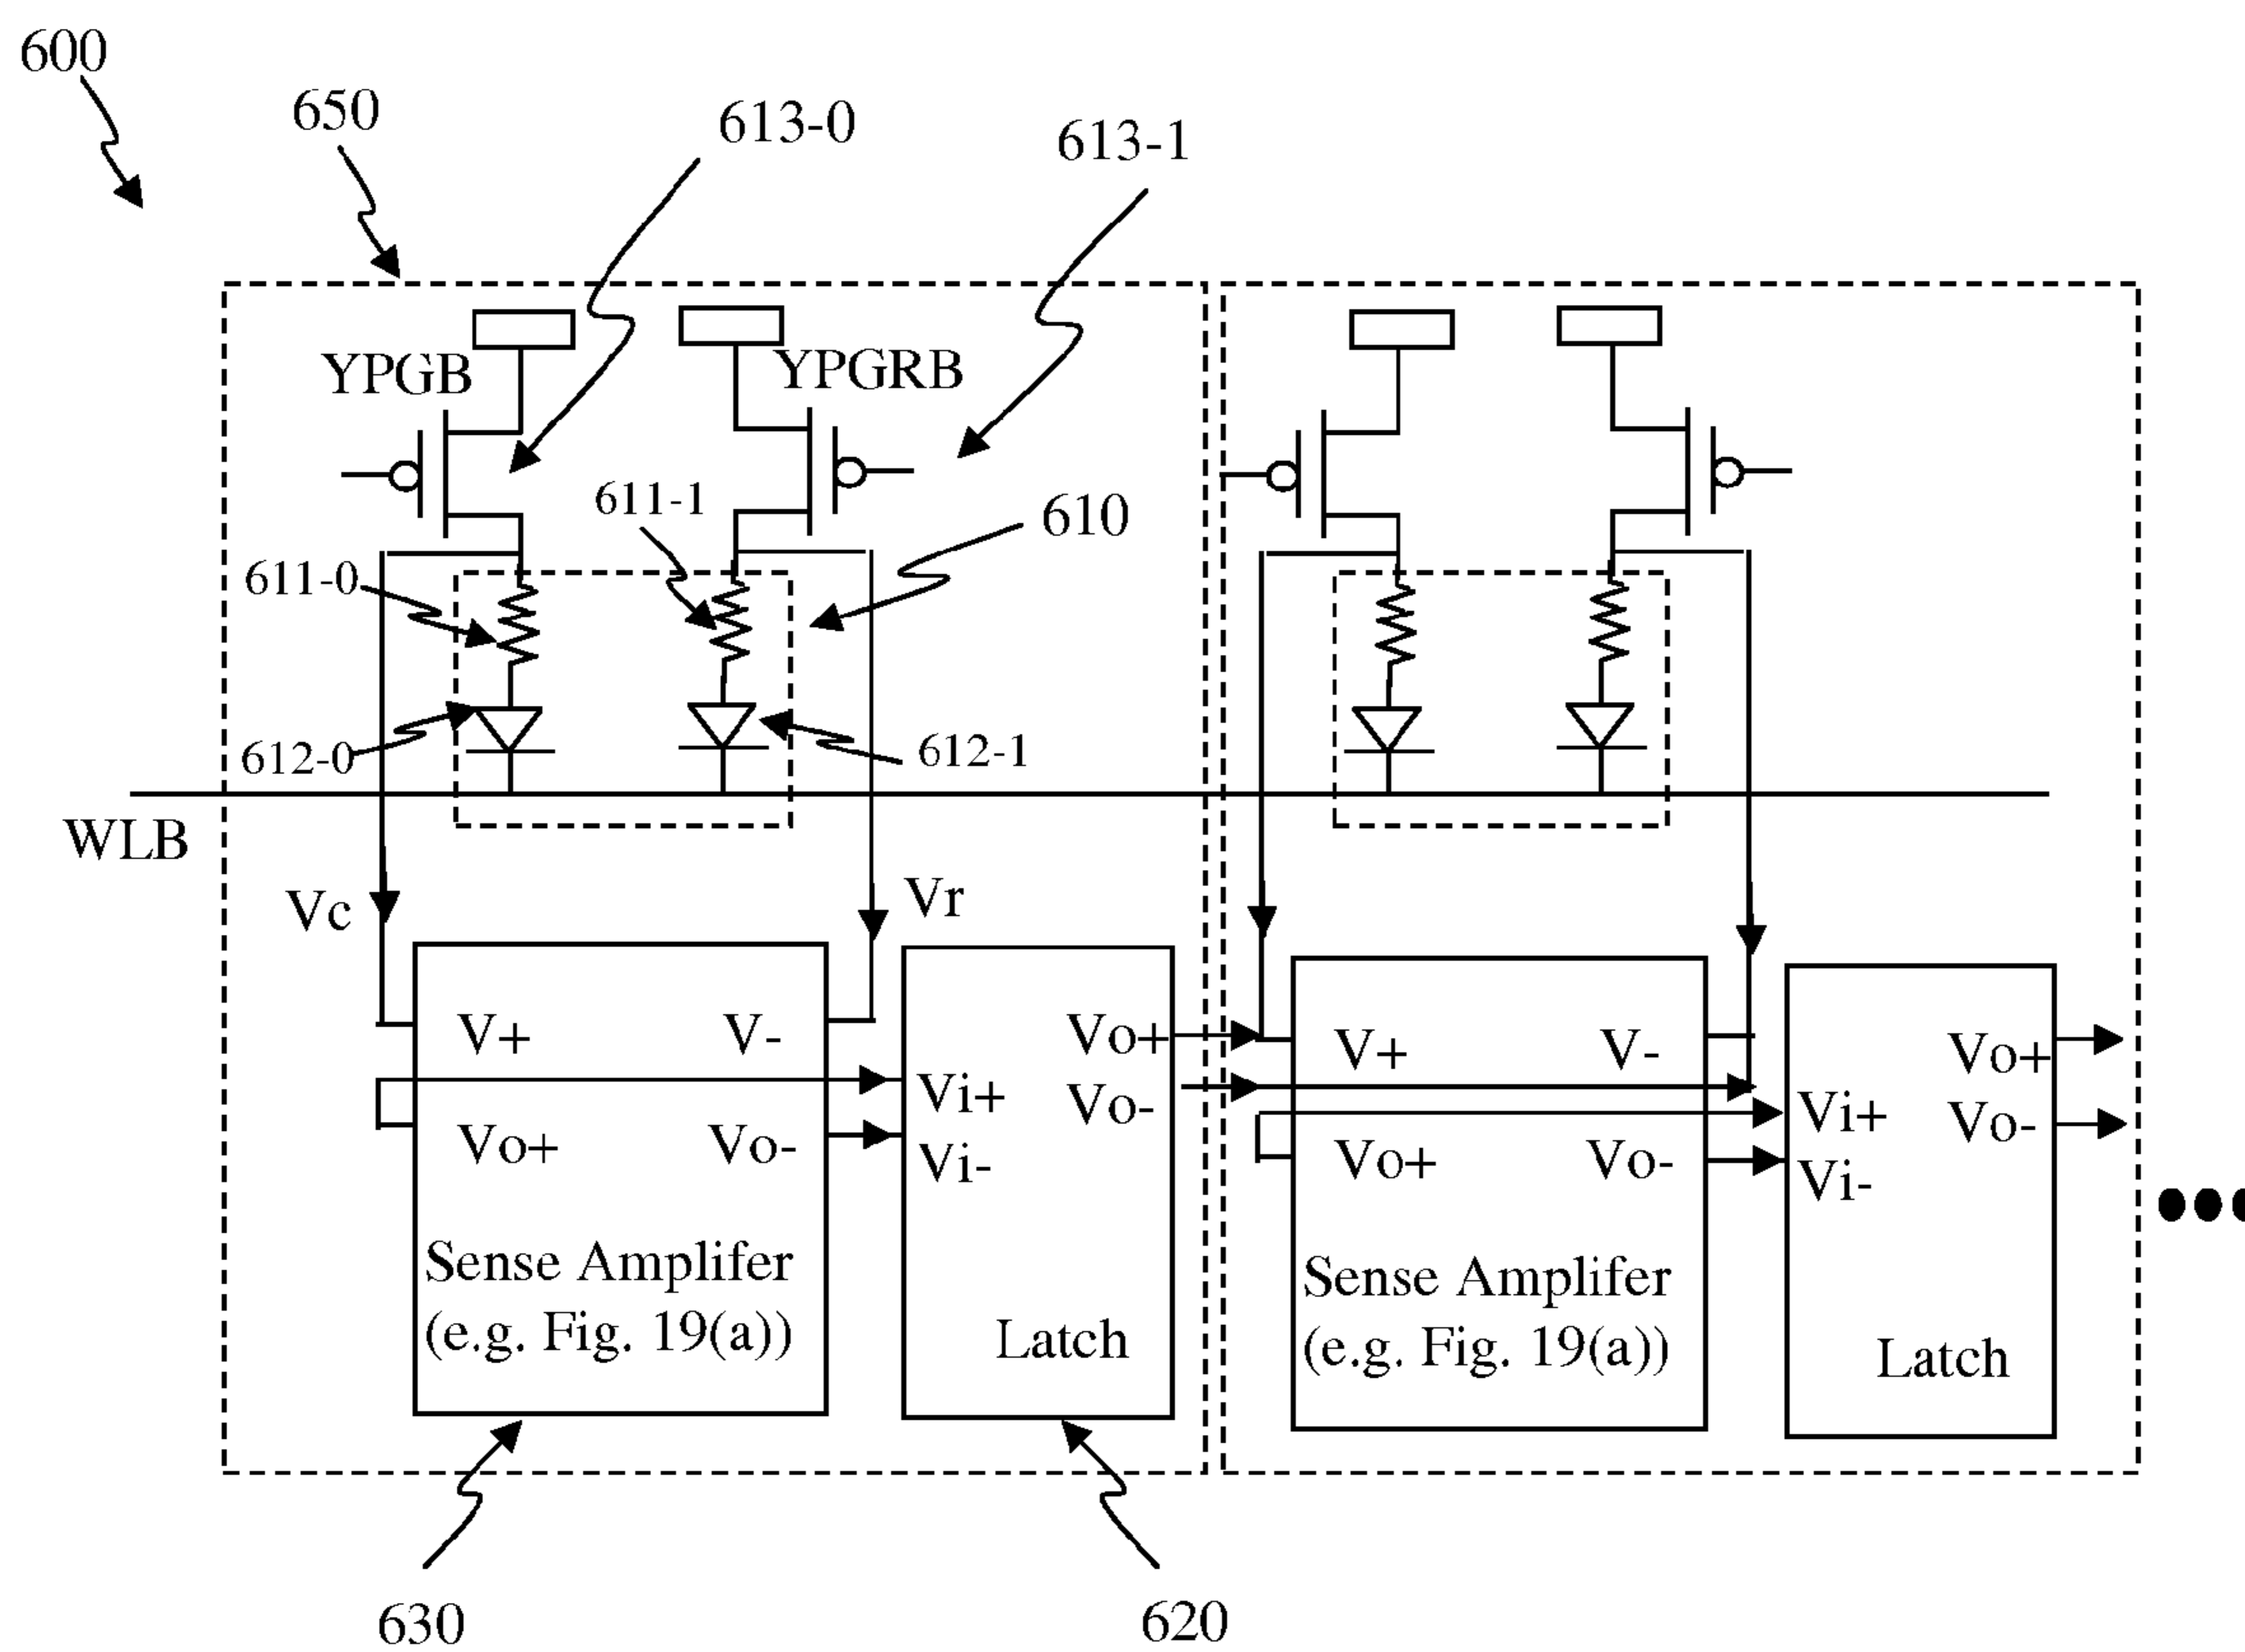 600
650
613-0
613-1
YPGB
YPGRB
611-1
610
611-0
612-0
612-1
WLB
Vc
Vr
V+
V-
Vo+
Vo-
Sense Amplifer
(e.g. Fig. 19(a))
Vo+
Vi+
Vo-
Vi-
Latch
V+
V-
Vo+
Vo-
Sense Amplifer
(e.g. Fig. 19(a))
Vo+
Vi+
Vo-
Vi-
Latch
630
620